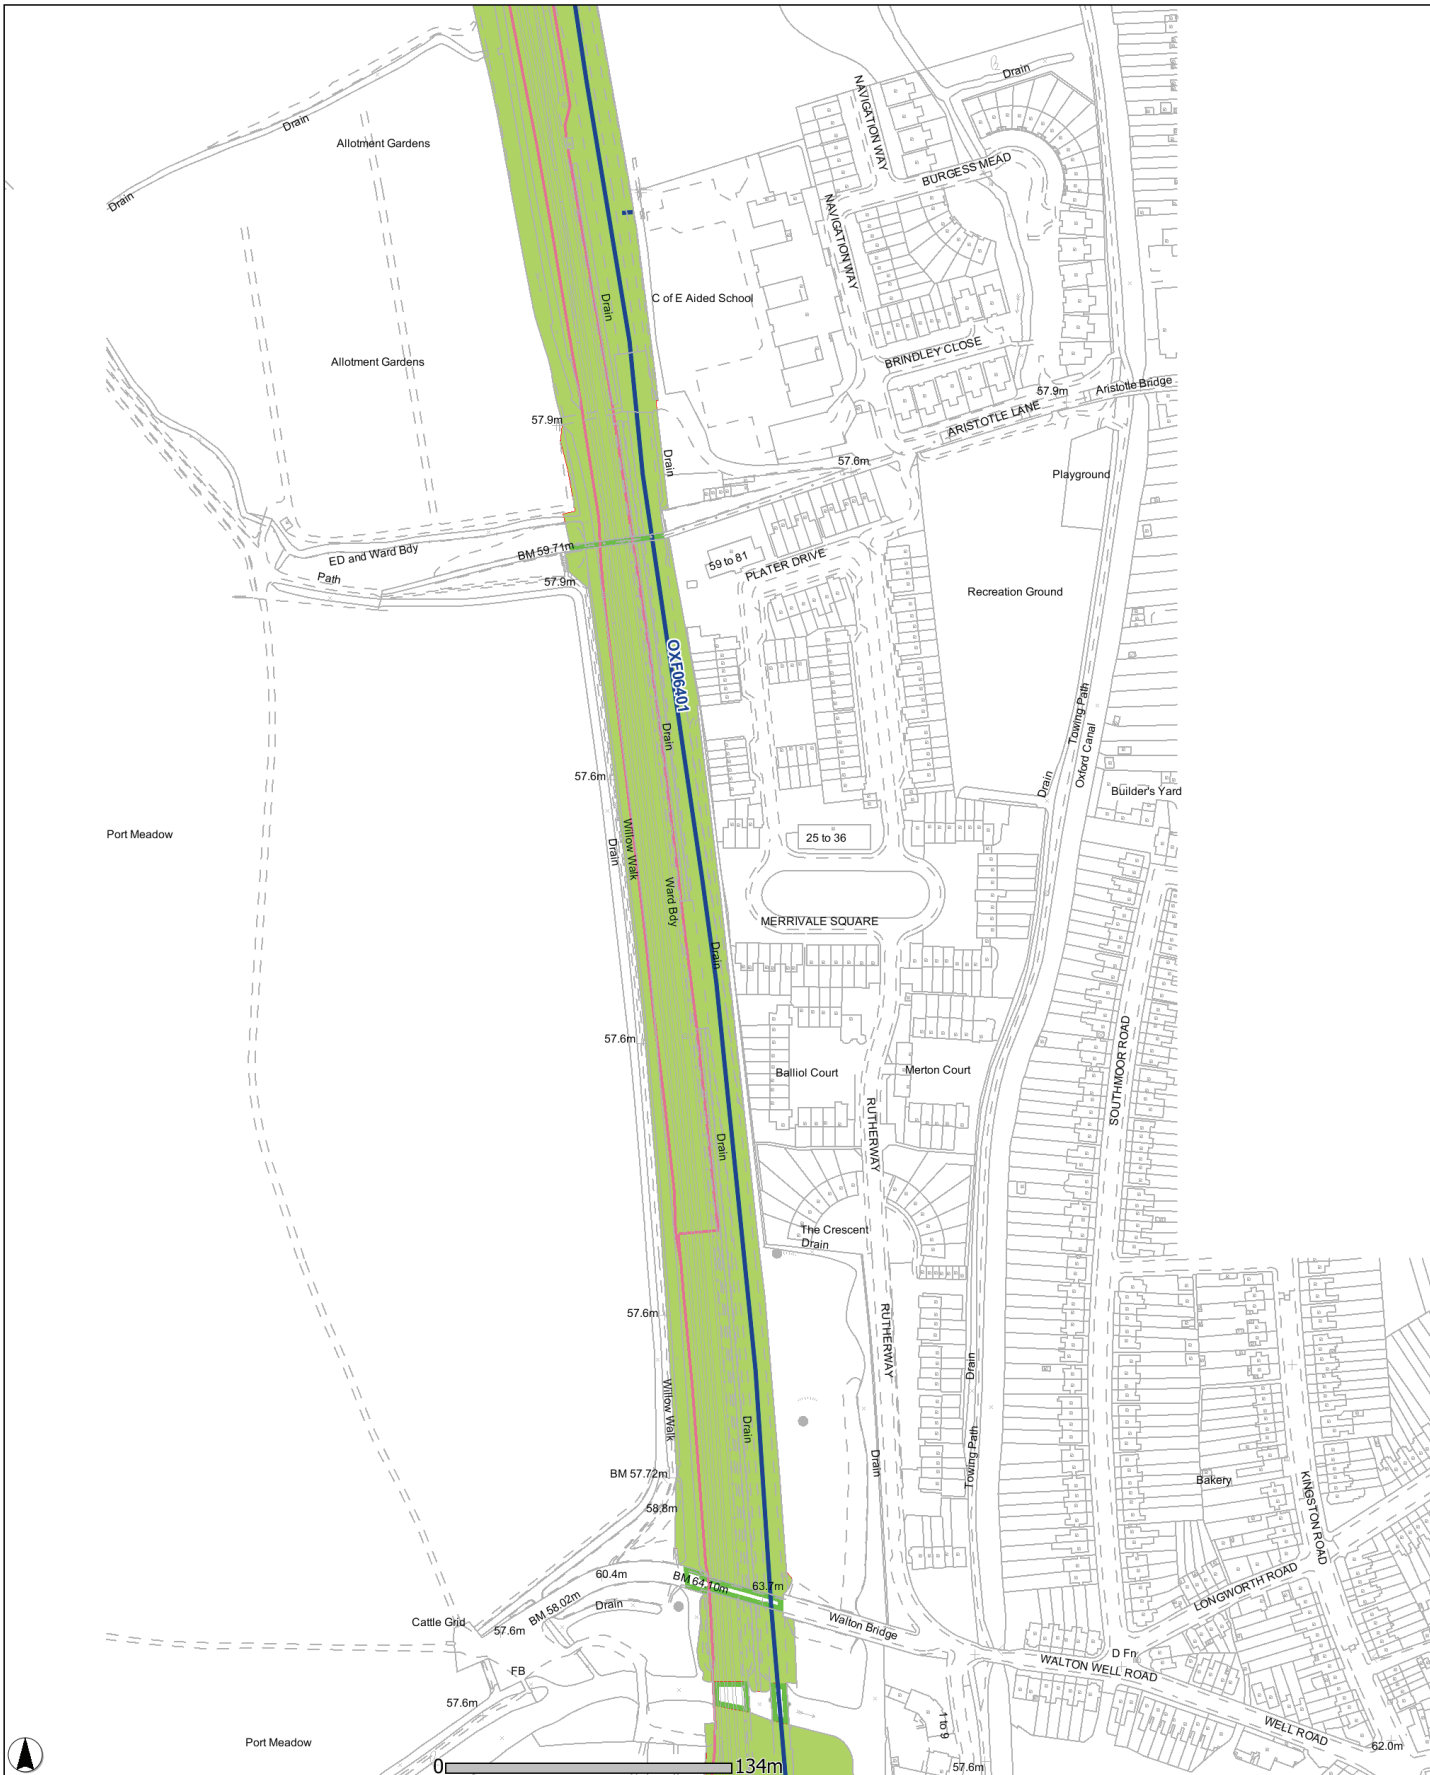 Drain
NAVIGATION WAY
Drain
Allotment Gardens
BURGESS MEAD
Drain
NAVIGATION WAY
Drain
C of E Aided School
Allotment Gardens
BRINDLEY CLOSE
57.9m
Aristotle Bridge
57.9m
ARISTOTLE LANE
Drain
57.6m
Playground
ED and Ward Bdy
BM 59.71m
59 to 81
PLATER DRIVE
Path
57.9m
Recreation Ground
OXF06401
Drain
Towing Path
Oxford Canal
57.6m
Drain
Builder's Yard
Port Meadow
Willow Walk
Drain
25 to 36
Ward Bdy
MERRIVALE SQUARE
Drain
57.6m
SOUTHMOOR ROAD
Balliol Court
Merton Court
RUTHERWAY
Drain
The Crescent
Drain
57.6m
RUTHERWAY
Drain
Willow Walk
Drain
Drain
Towing Path
BM 57.72m
Bakery
KINGSTON ROAD
58.8m
60.4m
BM 64.10m
63.7m
LONGWORTH ROAD
BM 58.02m
Drain
Cattle Grid
57.6m
Walton Bridge
D Fn
WALTON WELL ROAD
FB
57.6m
1 to 9
WELL ROAD
Port Meadow
62.0m
0
134m
57.6m